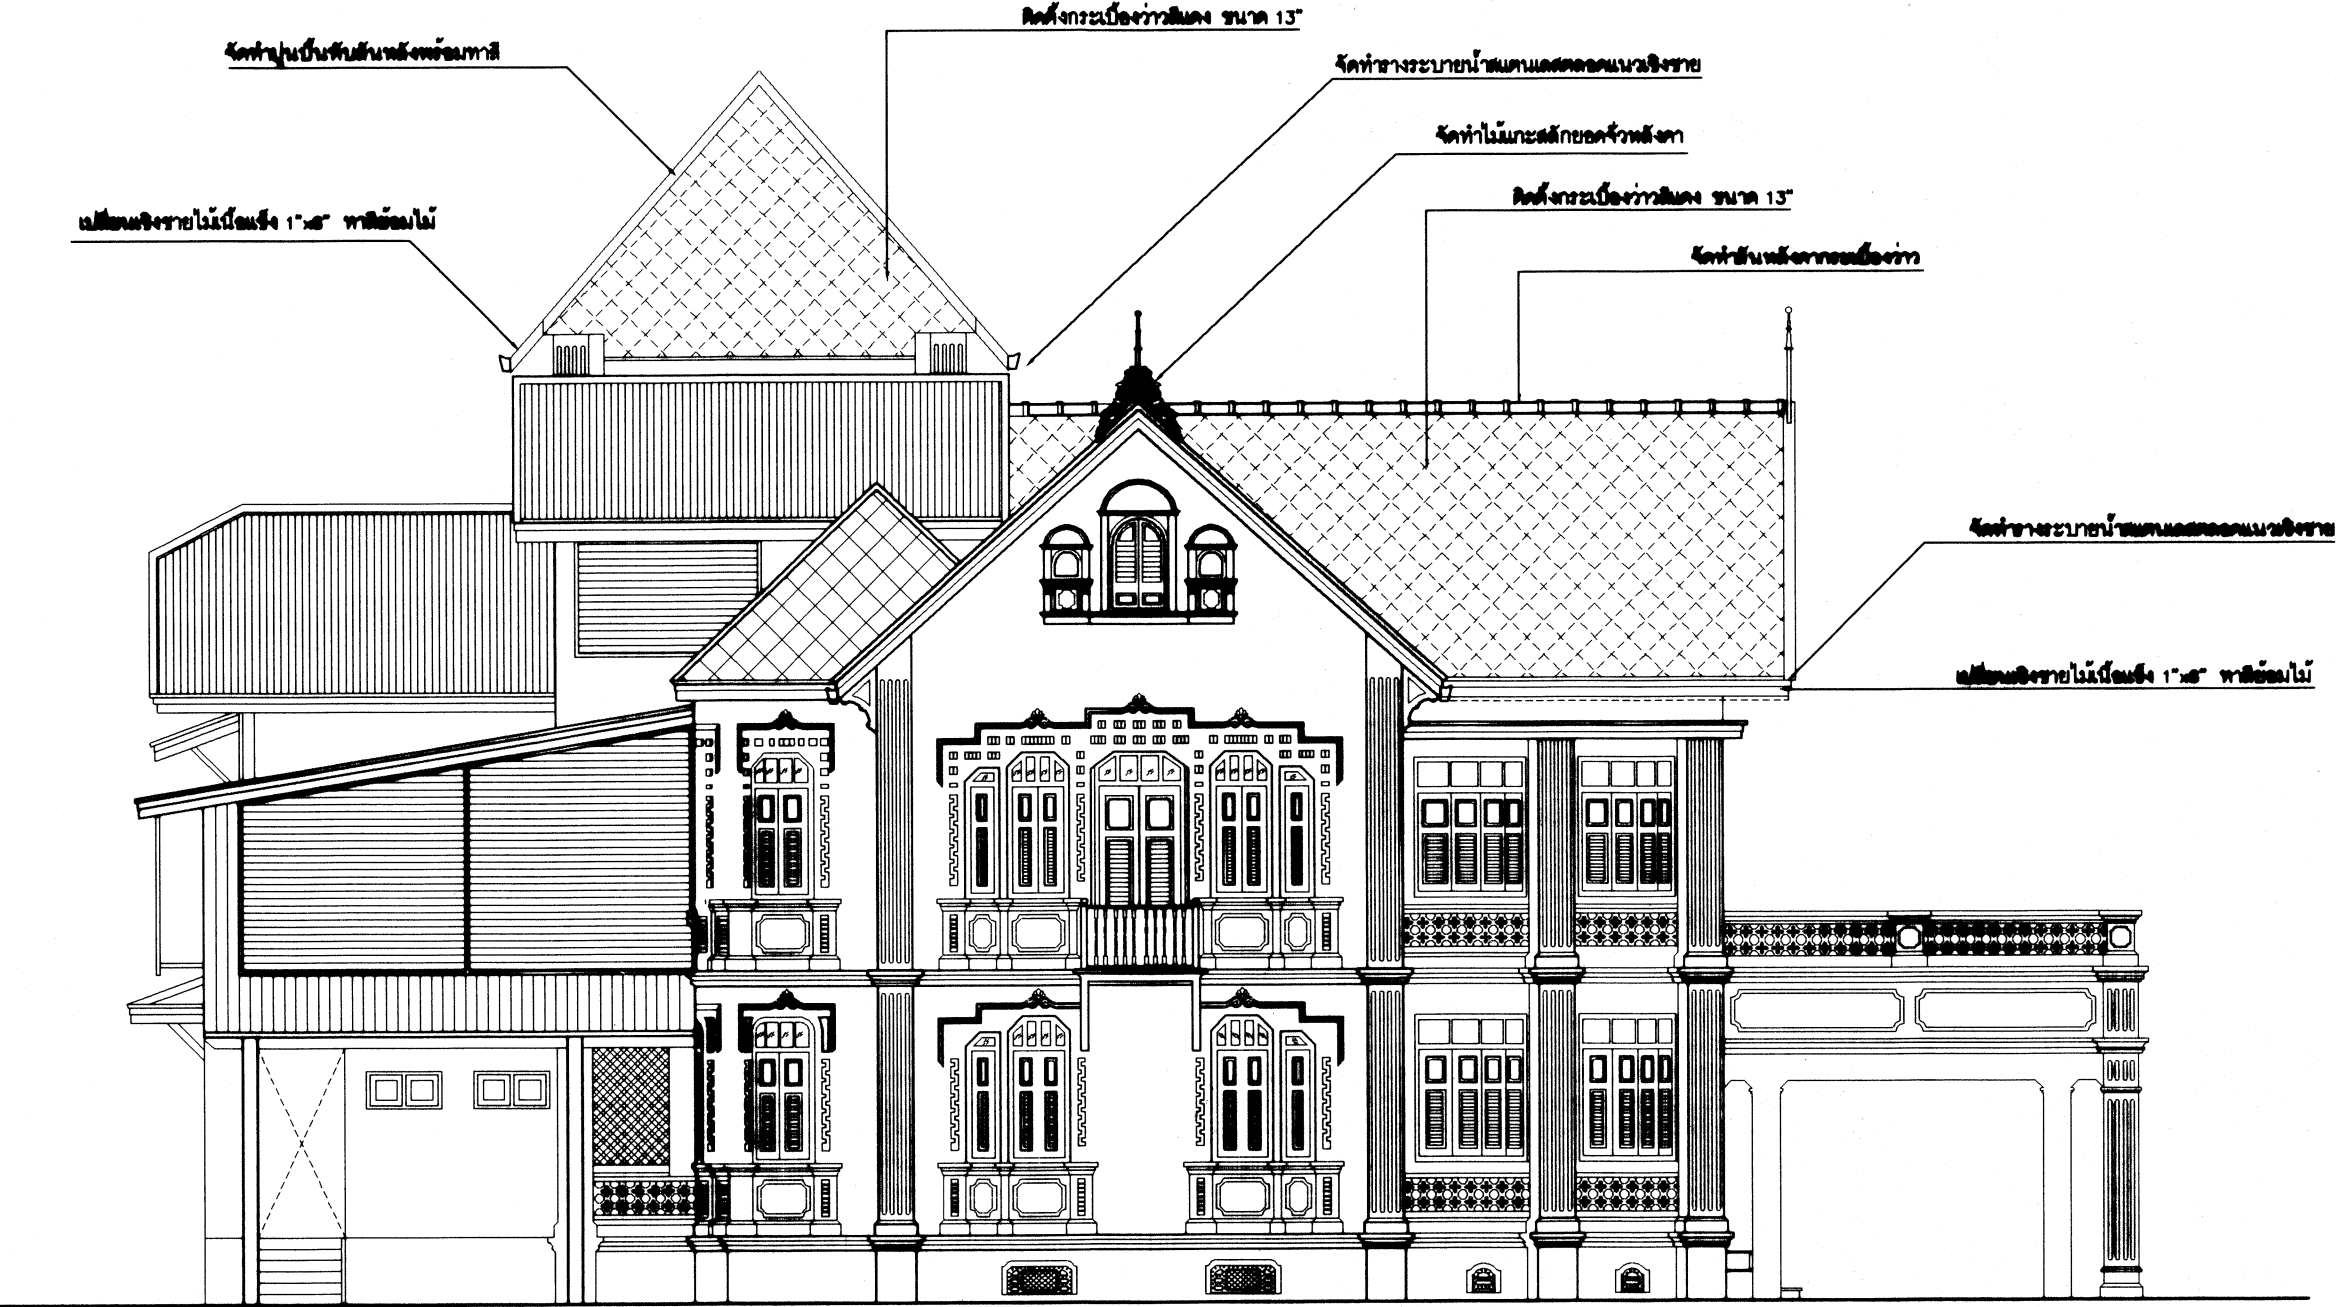 ติดตั้งกระเบื้องว่าวสีแดง ขนาด 13"
จัดทำปูนปั้นทับสันหลังพร้อมทาสี
จัดทำรางระบายน้ำสแตนเลสตลอดแนวเชิงชาย
จัดทำไม้แกะสลักยอดจั่วหลังคา
ติดตั้งกระเบื้องว่าวสีแดง ขนาด 13"
เปลี่ยนเชิงชายไม้เนื้อแข็ง 1"x8" ทาสีย้อมไม้
จัดทำสันหลังคากระเบื้องว่าว
จัดทำรางระบายน้ำสแตนเลสตลอดแนวเชิงชาย
เปลี่ยนเชิงชายไม้เนื้อแข็ง 1"x8" ทาสีย้อมไม้